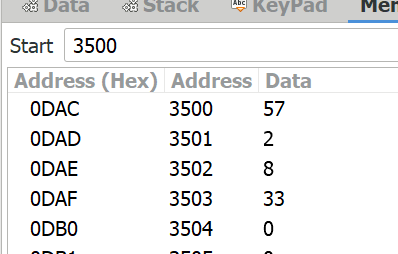 Data Stack KeyPad
Start 3500
Address (Hex) Address Data
0DAC 3500 57
0DAD 3501 2
0DAE 3502 8
0DAF 3503 33
0DB0 3504 0